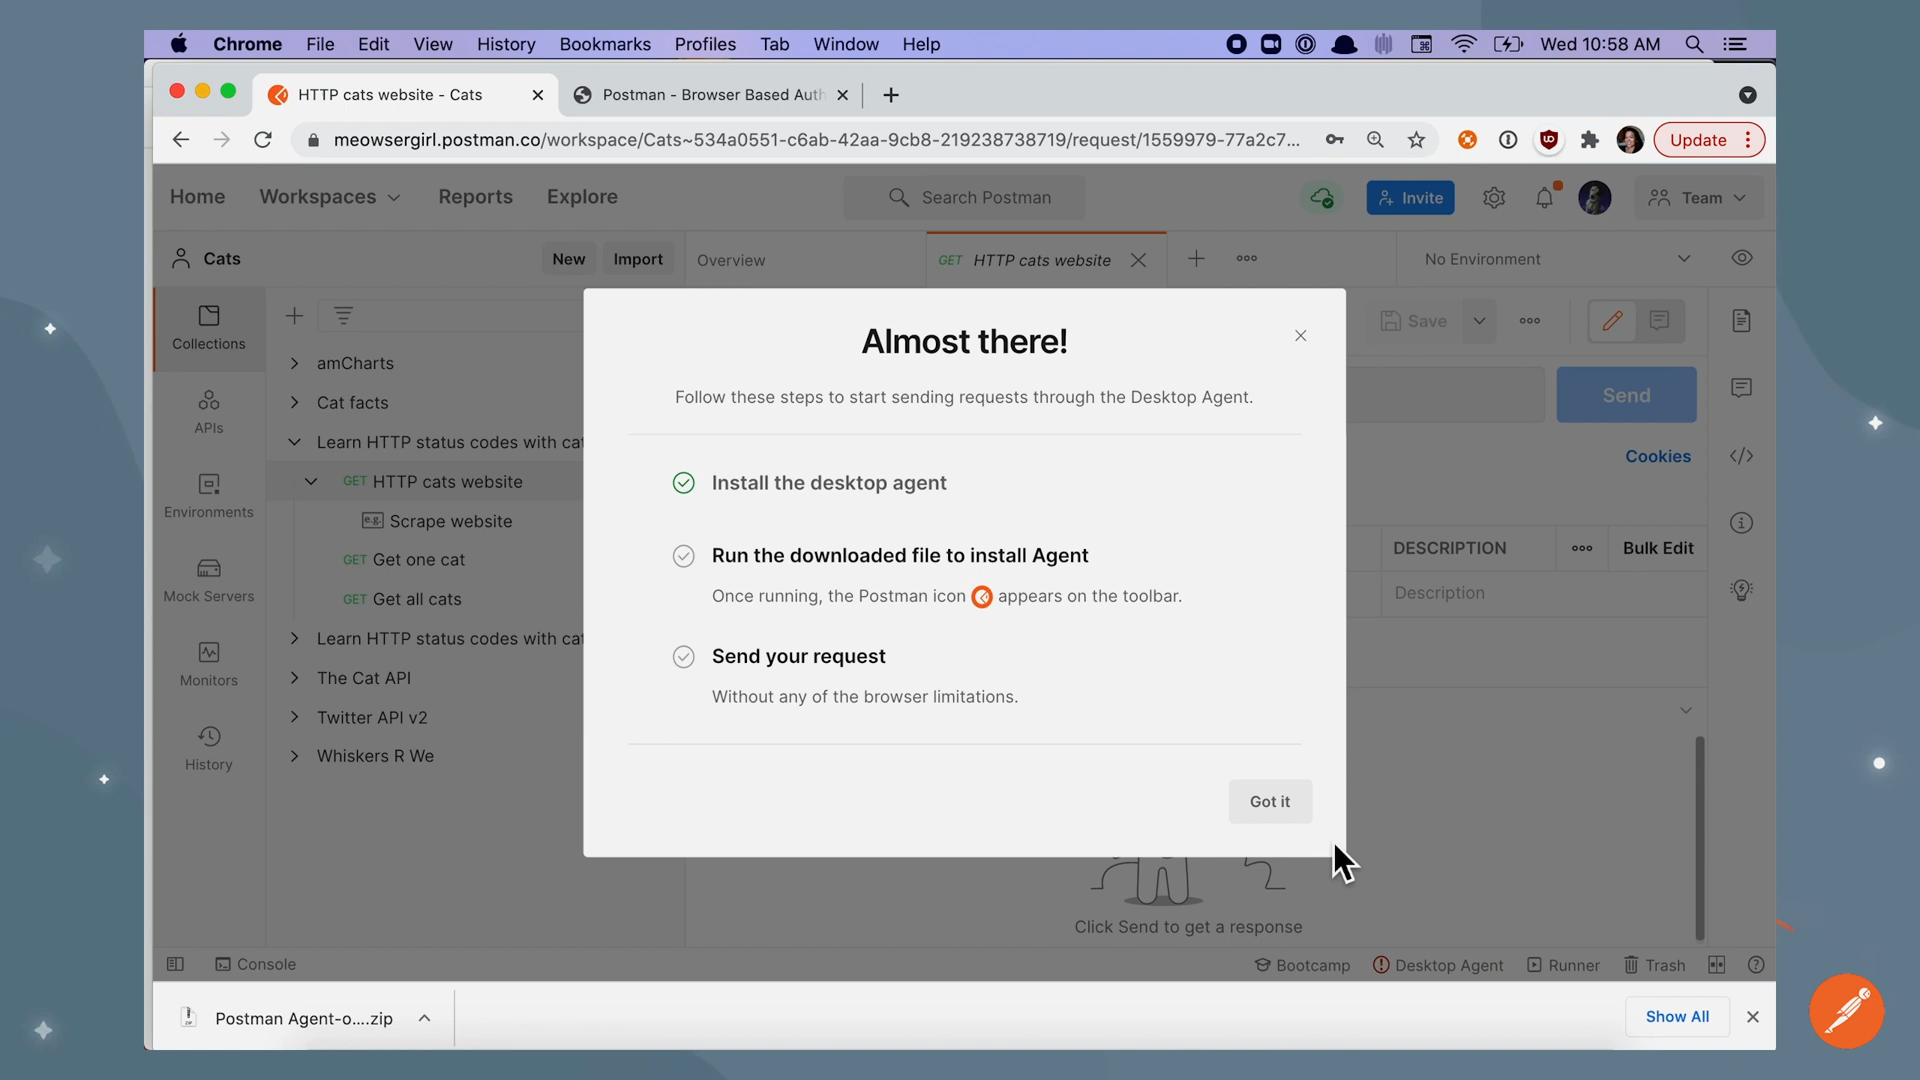 Chrome File Edit View History Bookmarks Profiles Tab Window Help Wed 10:58 AM
HTTP cats website - Cats
Postman - Browser Based Auth
meowsergirl.postman.co/workspace/Cats~534a0551-c6ab-42aa-9cb8-219238738719/request/1559979-77a2c7...
Update
Home Workspaces Reports Explore
Search Postman
Invite
Team
Cats
New Import
Overview
GET HTTP cats website
No Environment
Collections
APIs
Environments
Mock Servers
Monitors
History
amCharts
Cat facts
Learn HTTP status codes with cat
GET HTTP cats website
e.g. Scrape website
GET Get one cat
GET Get all cats
Learn HTTP status codes with cat
The Cat API
Twitter API v2
Whiskers R We
Almost there!
Follow these steps to start sending requests through the Desktop Agent.
Install the desktop agent
Run the downloaded file to install Agent
Once running, the Postman icon appears on the toolbar.
Send your request
Without any of the browser limitations.
Got it
Save
Send
Cookies
DESCRIPTION
Bulk Edit
Description
Click Send to get a response
Console
Bootcamp Desktop Agent Runner Trash
Postman Agent-o....zip
Show All